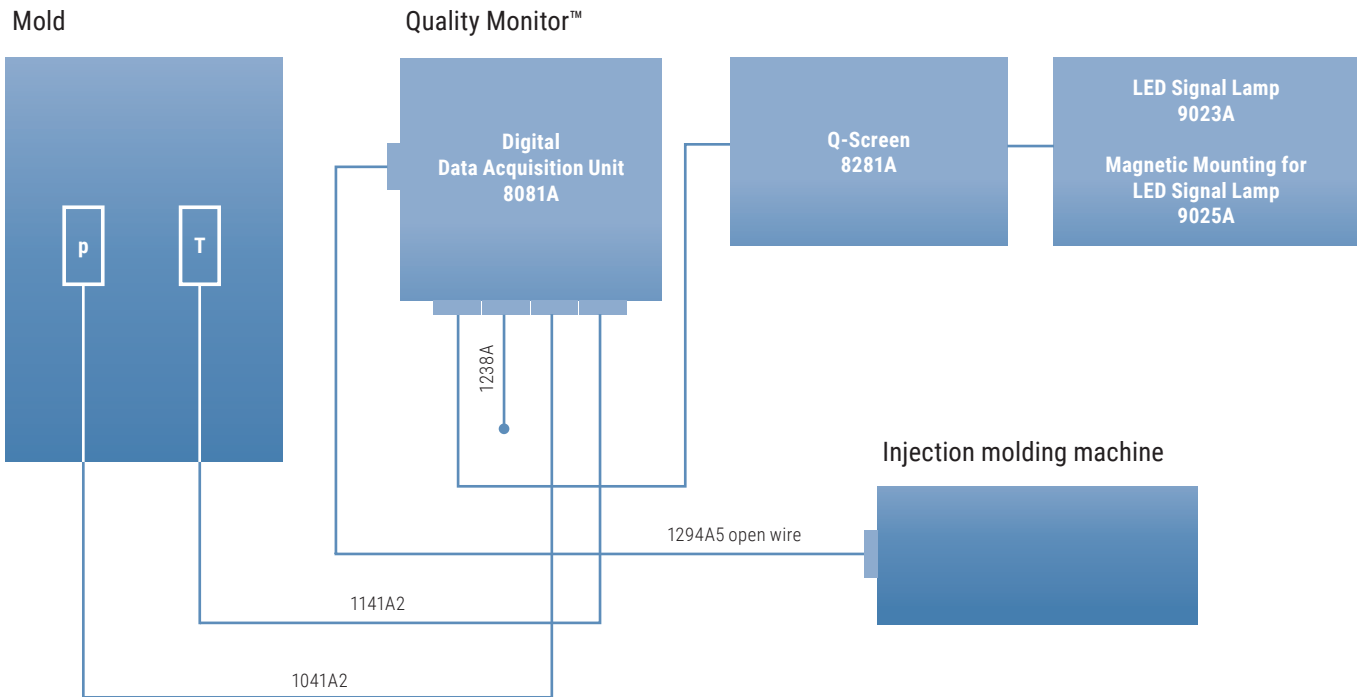 Mold
Quality Monitor™
Digital
Data Acquisition Unit
8081A
Q-Screen
8281A
LED Signal Lamp
9023A
Magnetic Mounting for
LED Signal Lamp
9025A
p
T
1238A
Injection molding machine
1294A5 open wire
1141A2
1041A2